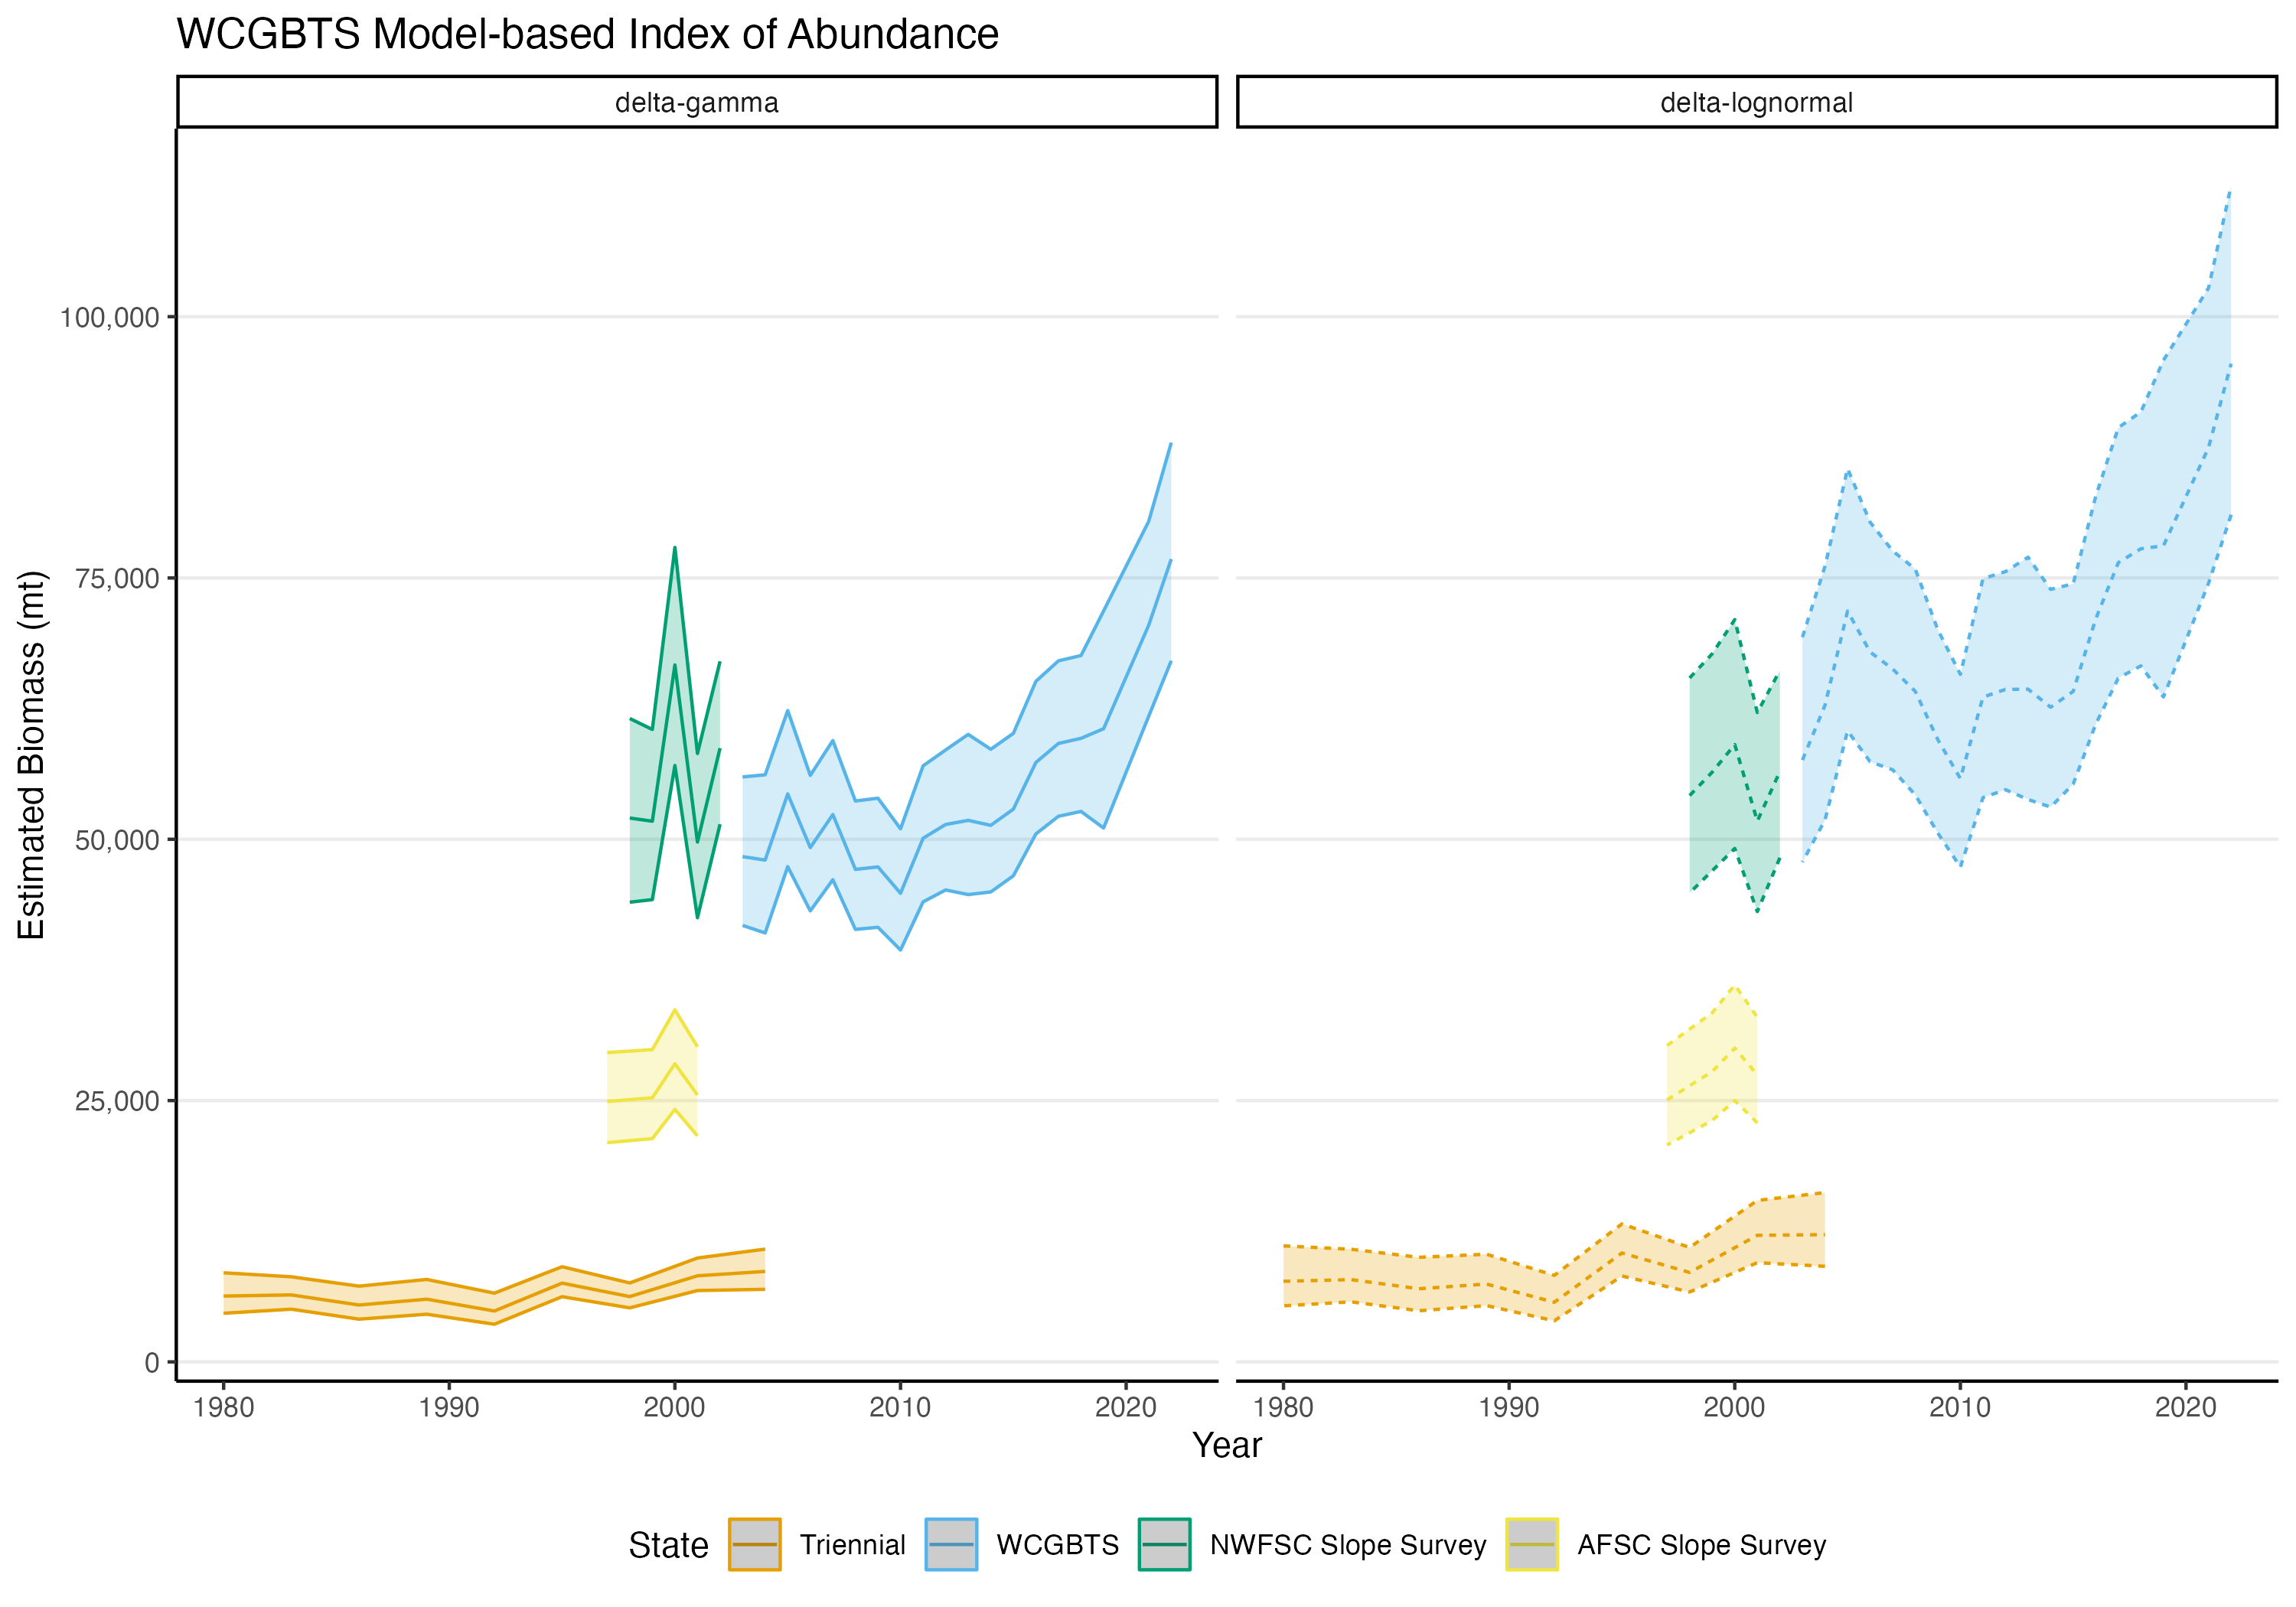 WCGBTS Model-based Index of Abundance
delta-gamma
delta-lognormal
Estimated Biomass (mt)
100,000
75,000
50,000
25,000
0
1980 1990 2000 2010 2020 1980 1990 2000 2010 2020
Year
State Triennial WCGBTS NWFSC Slope Survey AFSC Slope Survey